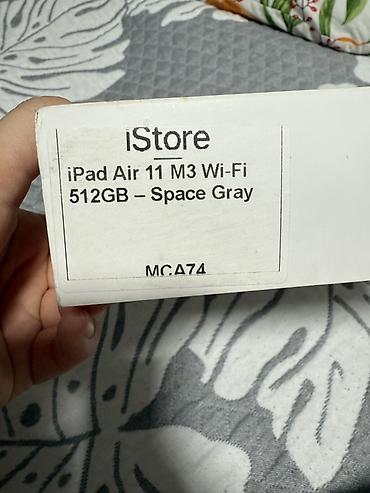 iStore
iPad Air 11 M3 Wi-Fi
512GB – Space Gray
MCA74